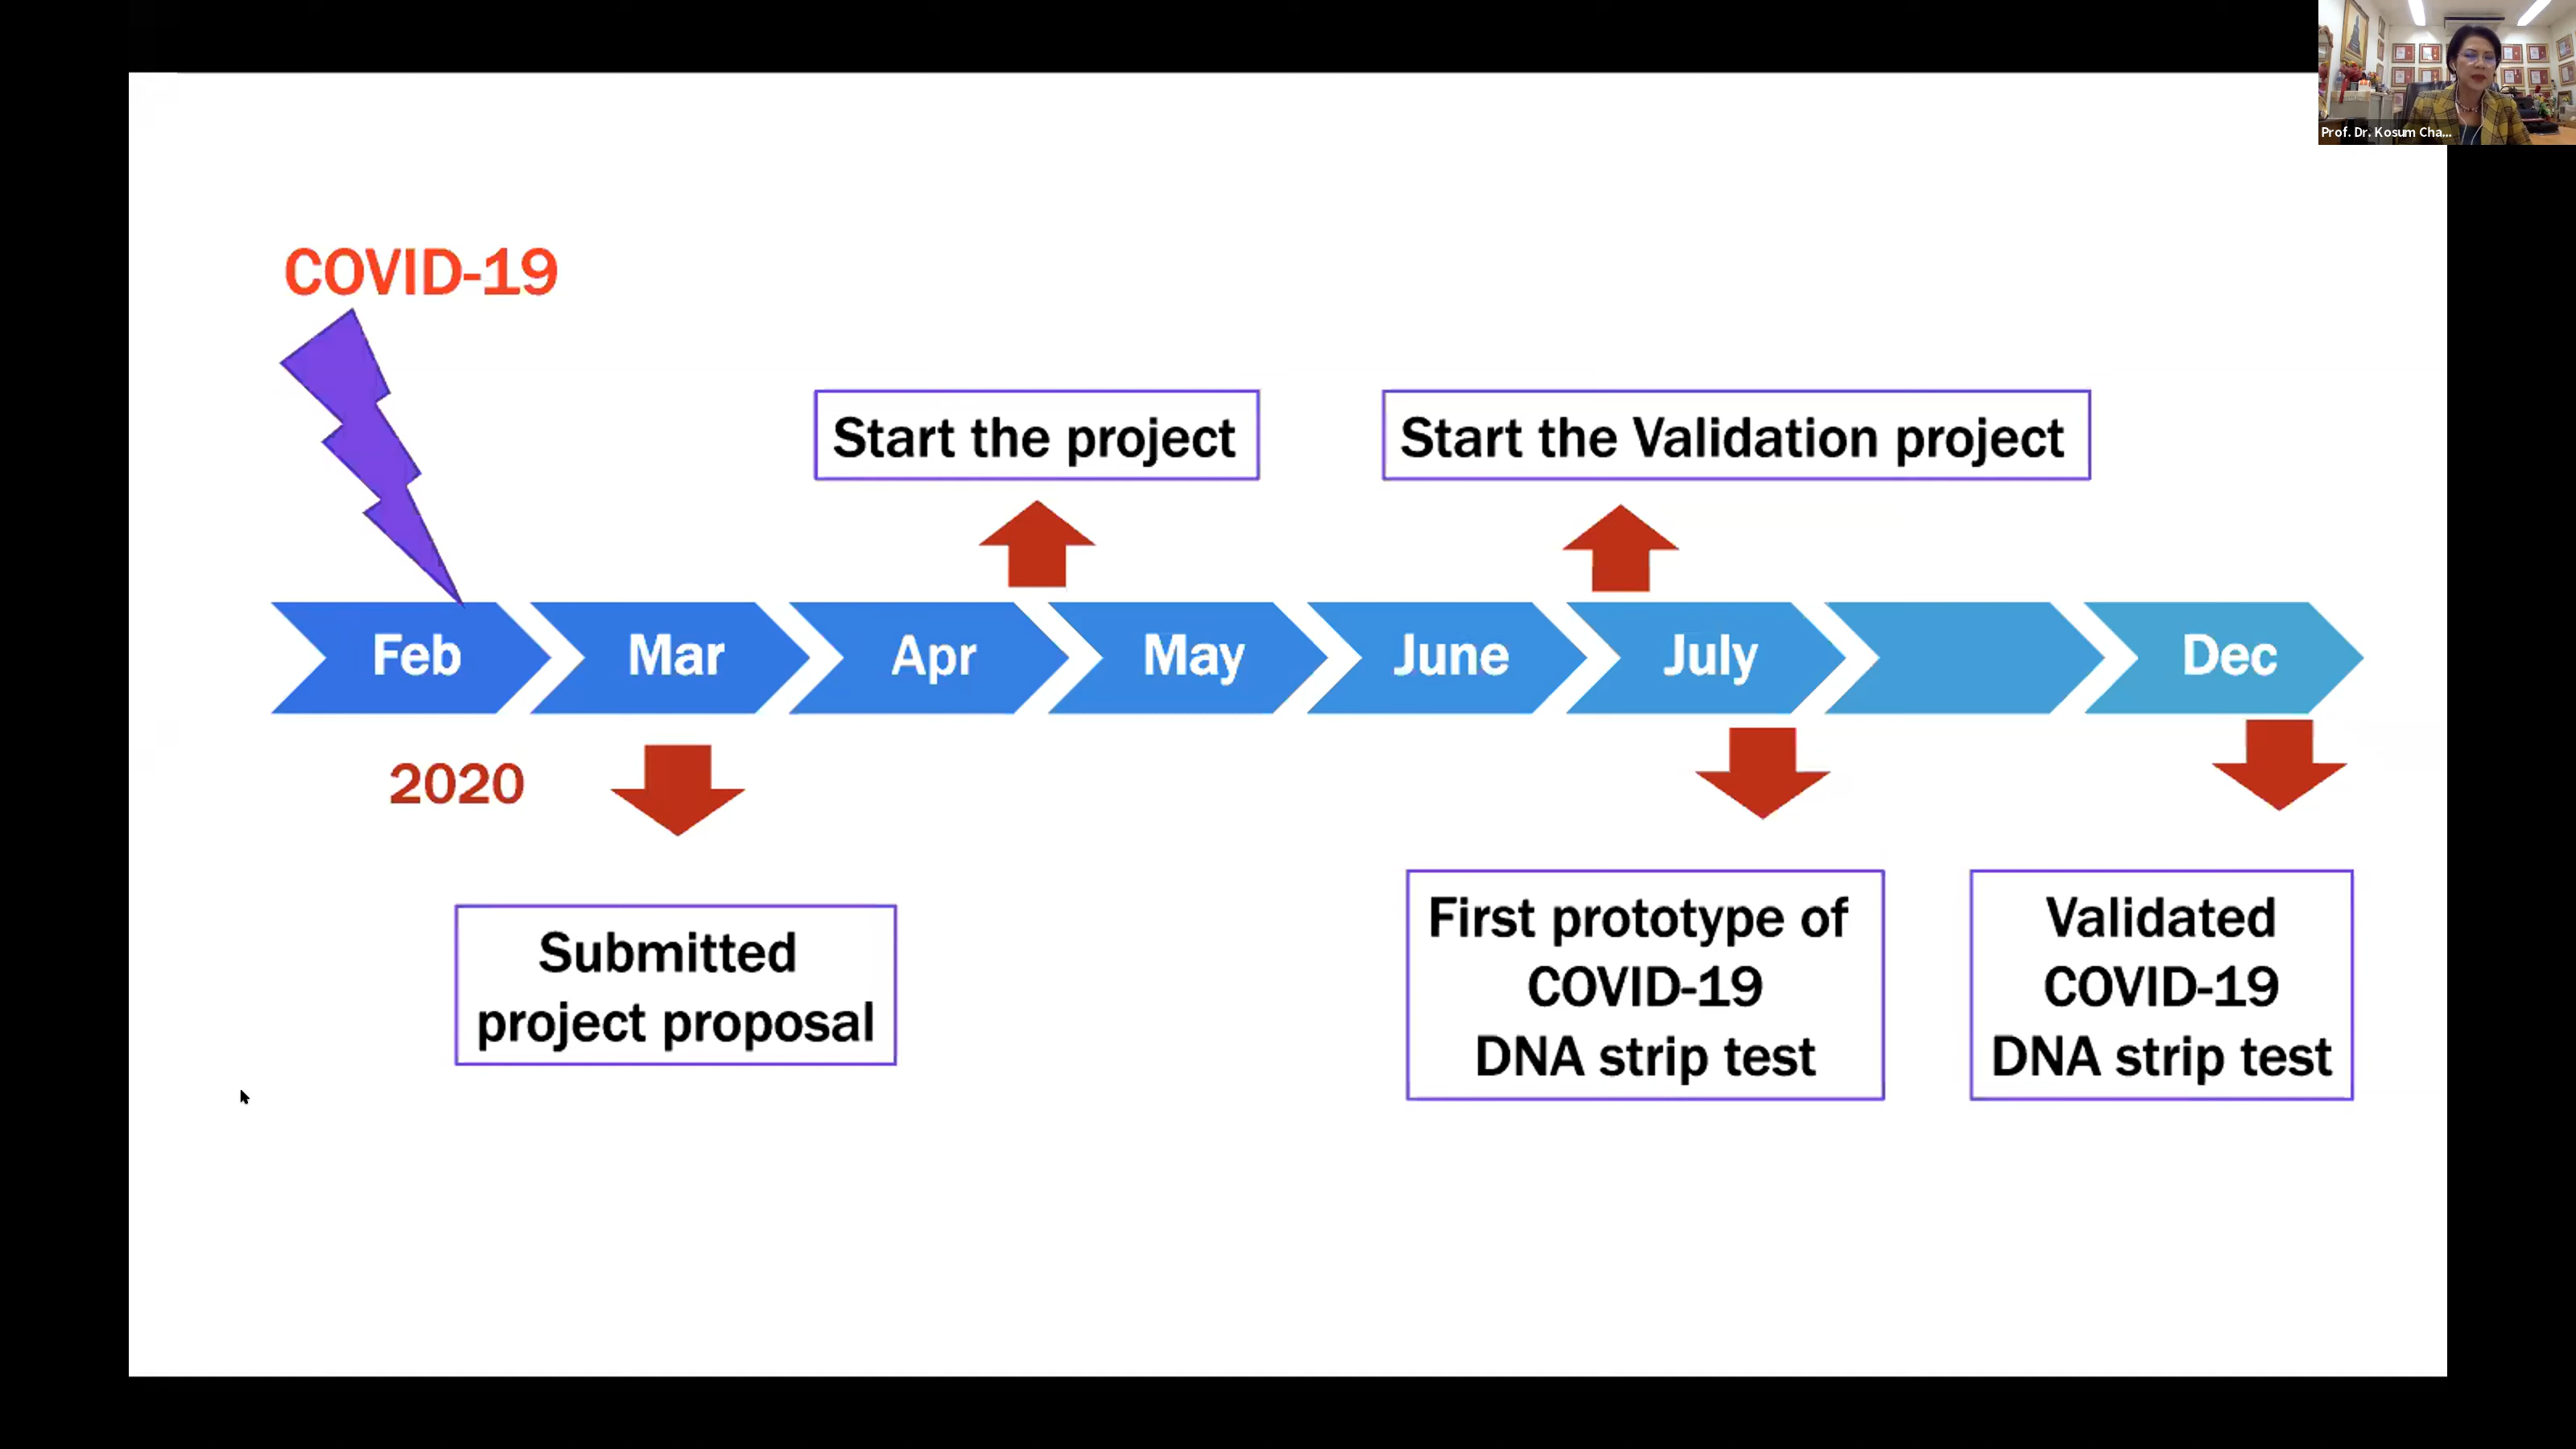 Prof. Dr. Kosum Cha...
COVID-19
Start the project
Start the Validation project
Feb
Mar
Apr
May
June
July
Dec
2020
Submitted
project proposal
First prototype of
COVID-19
DNA strip test
Validated
COVID-19
DNA strip test